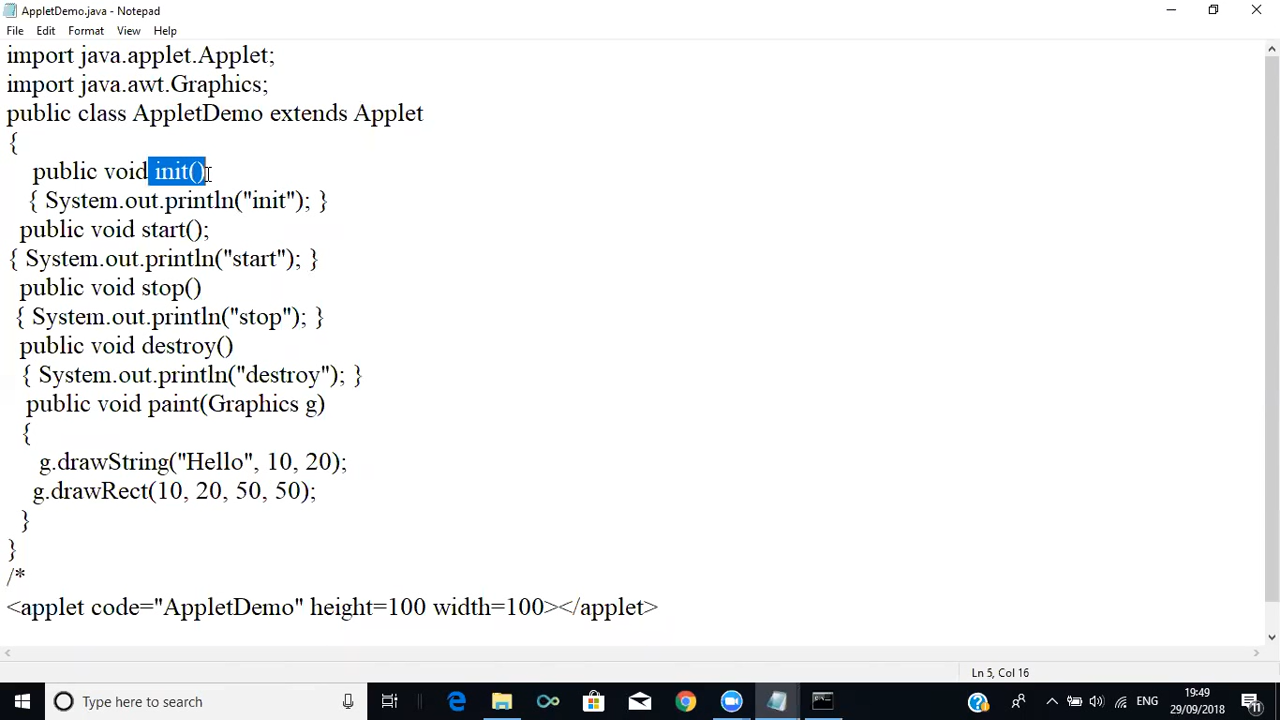 AppletDemo.java - Notepad
File Edit Format View Help
import java.applet.Applet;
import java.awt.Graphics;
public class AppletDemo extends Applet
{
public void init()
{ System.out.println("init"); }
public void start();
{ System.out.println("start"); }
public void stop()
{ System.out.println("stop"); }
public void destroy()
{ System.out.println("destroy"); }
public void paint(Graphics g)
{
g.drawString("Hello", 10, 20);
g.drawRect(10, 20, 50, 50);
}
}
/*
<applet code="AppletDemo" height=100 width=100></applet>
Ln 5, Col 16
Type here to search
ENG
19:49
29/09/2018
11